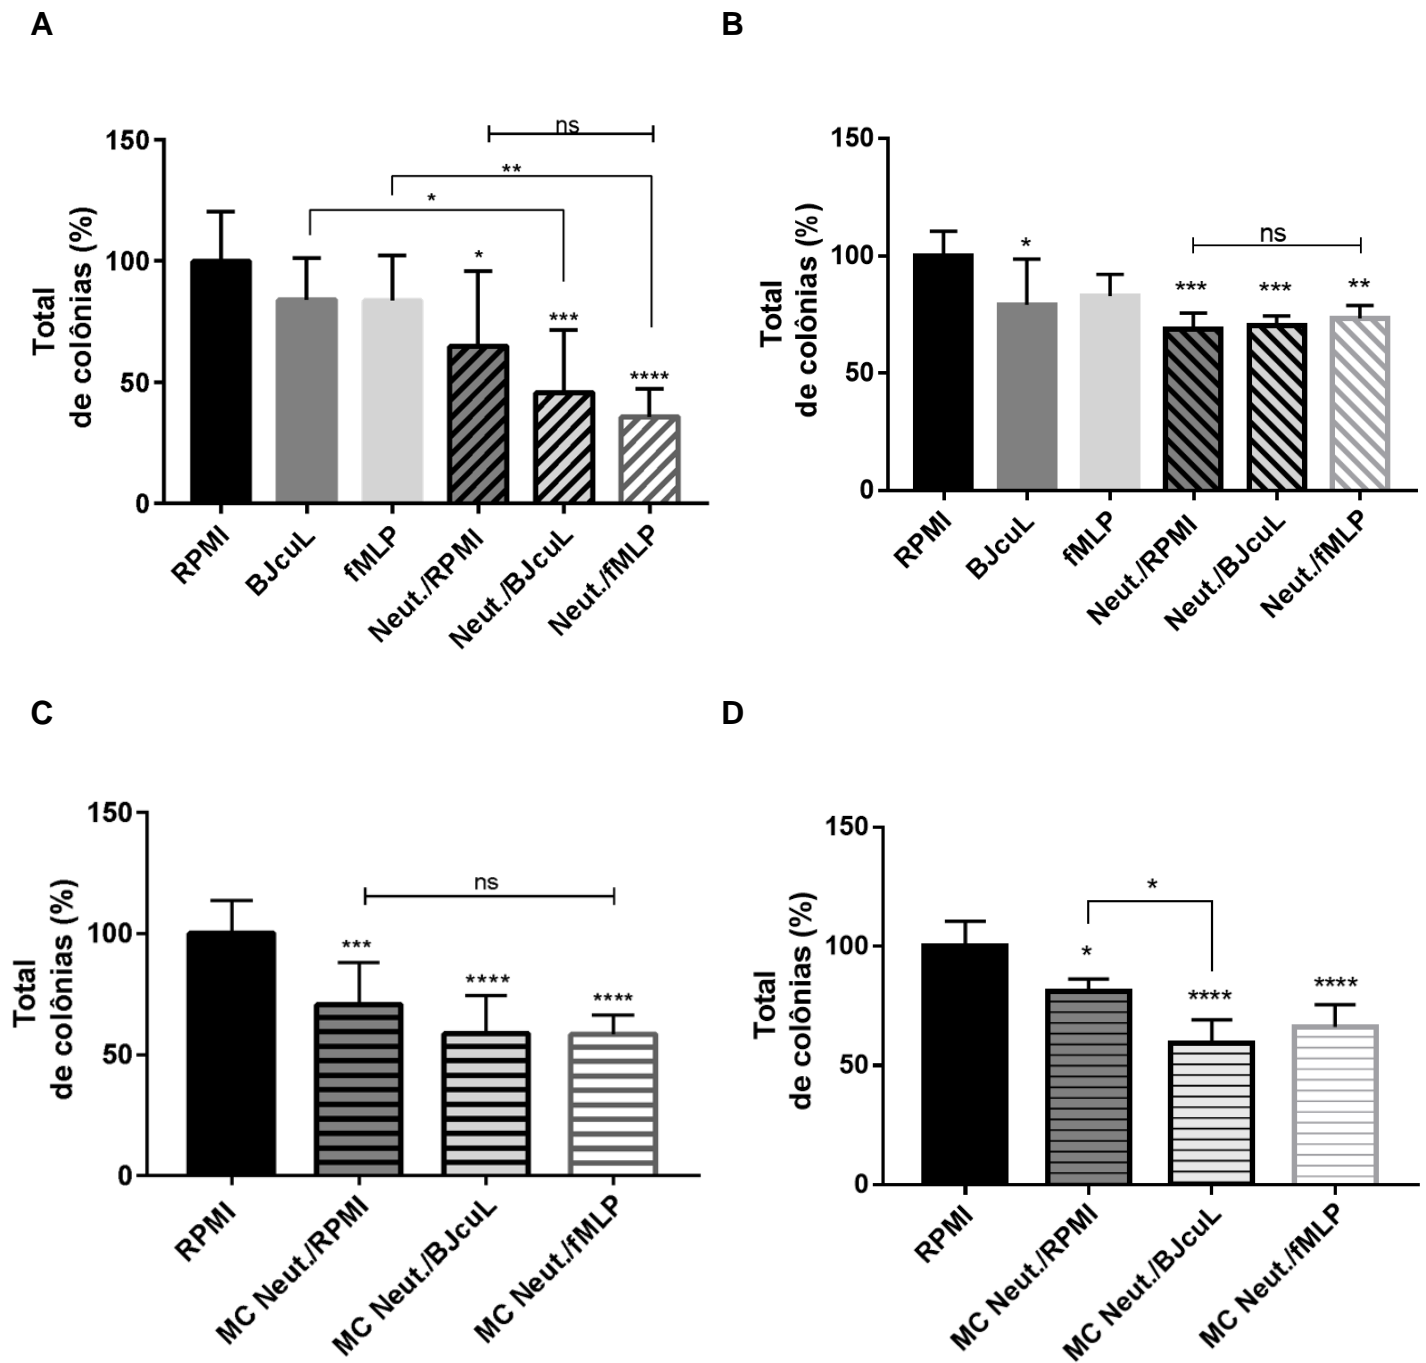 A
150
100
50
0
Total
de colônias (%)
ns
**
*
*
***
****
RPMI
BJcuL
fMLP
Neut./RPMI
Neut./BJcuL
Neut./fMLP
B
150
100
50
0
Total
de colônias (%)
ns
*
***
***
**
RPMI
BJcuL
fMLP
Neut./RPMI
Neut./BJcuL
Neut./fMLP
C
150
100
50
0
Total
de colônias (%)
ns
***
****
****
RPMI
MC Neut./RPMI
MC Neut./BJcuL
MC Neut./fMLP
D
150
100
50
0
Total
de colônias (%)
*
*
****
****
RPMI
MC Neut./RPMI
MC Neut./BJcuL
MC Neut./fMLP